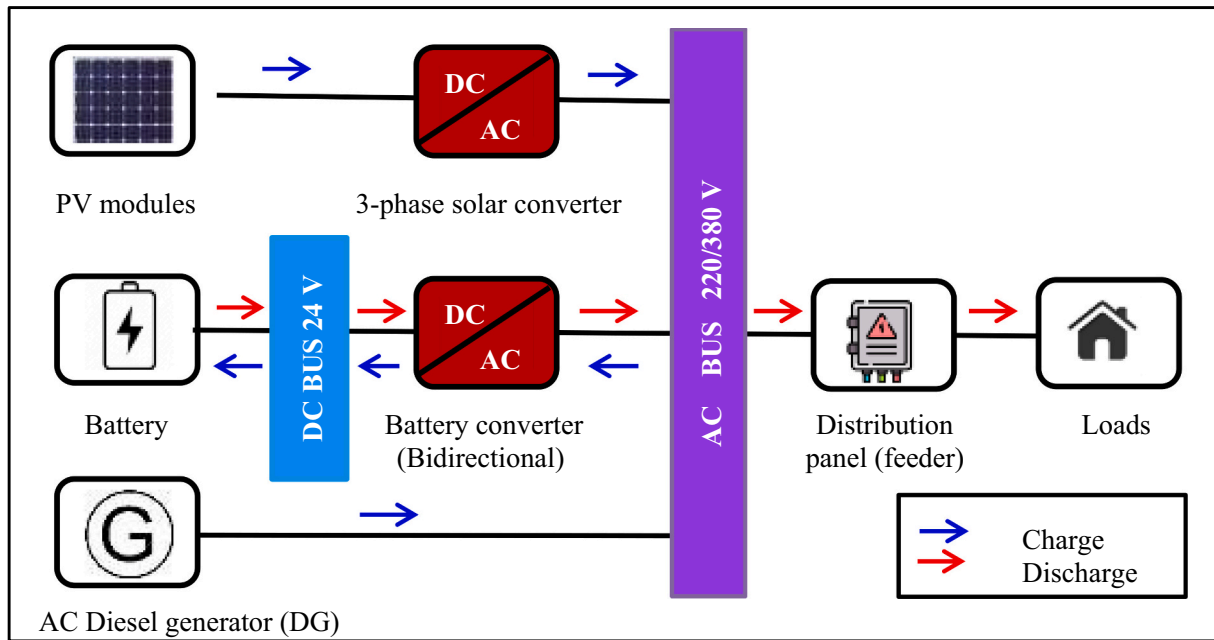 DC
AC
PV modules
3-phase solar converter
AC BUS 220/380 V
DC BUS 24 V
DC
AC
Battery
Battery converter
(Bidirectional)
Distribution
panel (feeder)
Loads
G
AC Diesel generator (DG)
Charge
Discharge